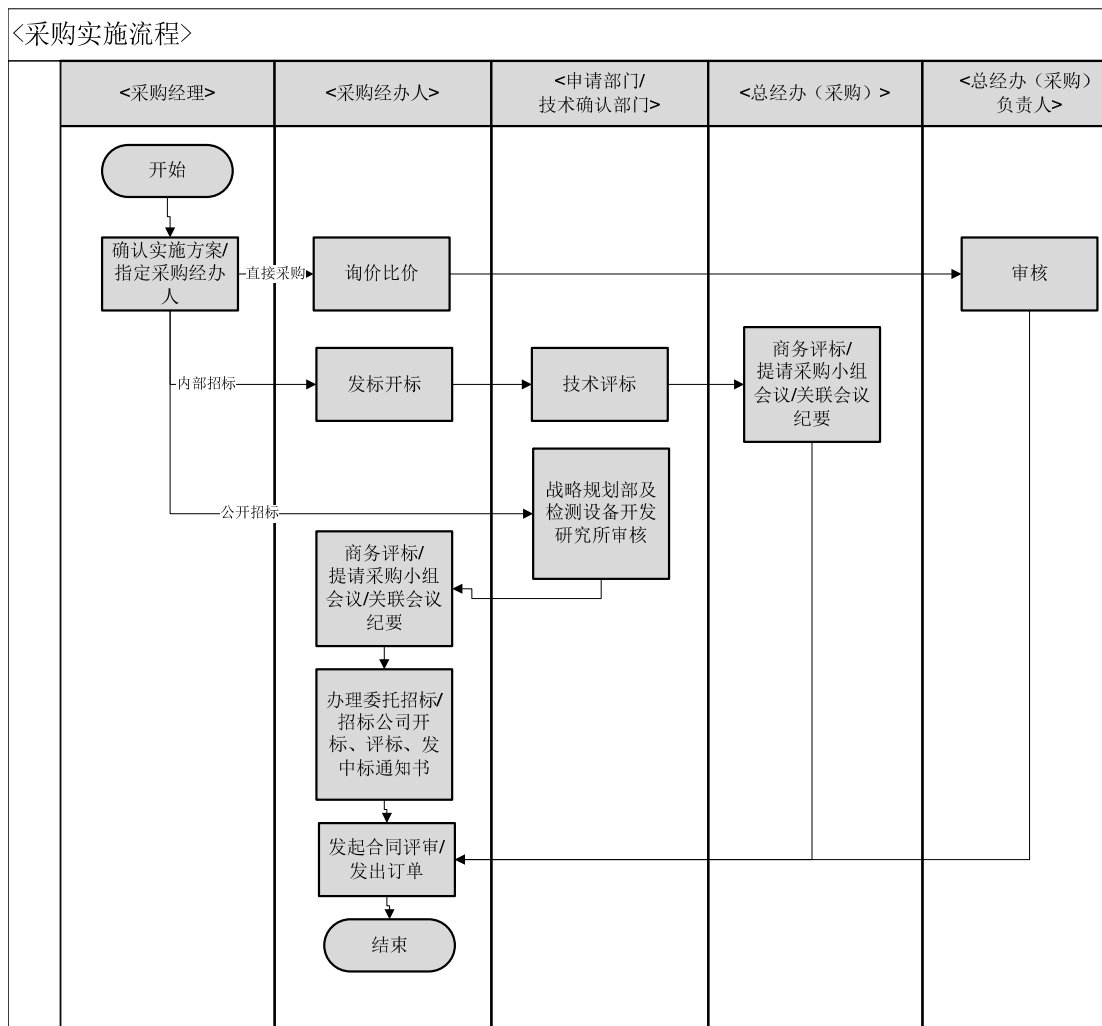 <采购实施流程>
<采购经理>
<采购经办人>
<申请部门/
技术确认部门>
<总经办（采购）>
<总经办（采购）
负责人>
开始
确认实施方案/
指定采购经办
人
直接采购
询价比价
审核
内部招标
发标开标
技术评标
商务评标/
提请采购小组
会议/关联会议
纪要
公开招标
战略规划部及
检测设备开发
研究所审核
商务评标/
提请采购小组
会议/关联会议
纪要
办理委托招标/
招标公司开
标、评标、发
中标通知书
发起合同评审/
发出订单
结束